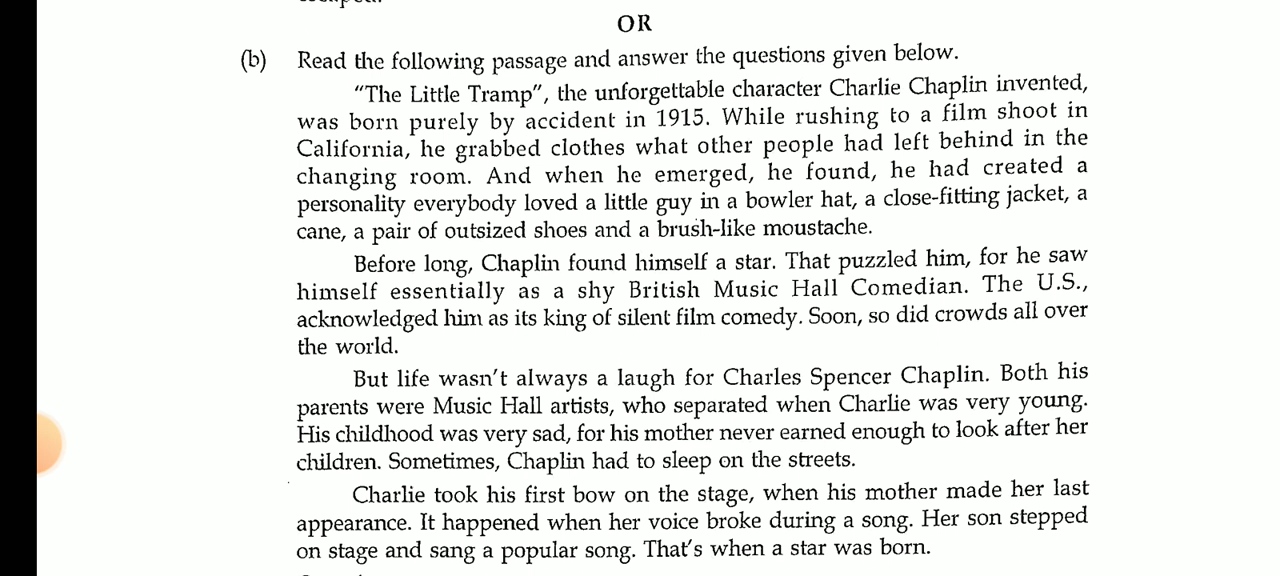 OR
(b) Read the following passage and answer the questions given below.
"The Little Tramp", the unforgettable character Charlie Chaplin invented,
was born purely by accident in 1915. While rushing to a film shoot in
California, he grabbed clothes what other people had left behind in the
changing room. And when he emerged, he found, he had created a
personality everybody loved a little guy in a bowler hat, a close-fitting jacket, a
cane, a pair of outsized shoes and a brush-like moustache.
Before long, Chaplin found himself a star. That puzzled him, for he saw
himself essentially as a shy British Music Hall Comedian. The U.S.,
acknowledged him as its king of silent film comedy. Soon, so did crowds all over
the world.
But life wasn't always a laugh for Charles Spencer Chaplin. Both his
parents were Music Hall artists, who separated when Charlie was very young.
His childhood was very sad, for his mother never earned enough to look after her
children. Sometimes, Chaplin had to sleep on the streets.
Charlie took his first bow on the stage, when his mother made her last
appearance. It happened when her voice broke during a song. Her son stepped
on stage and sang a popular song. That's when a star was born.